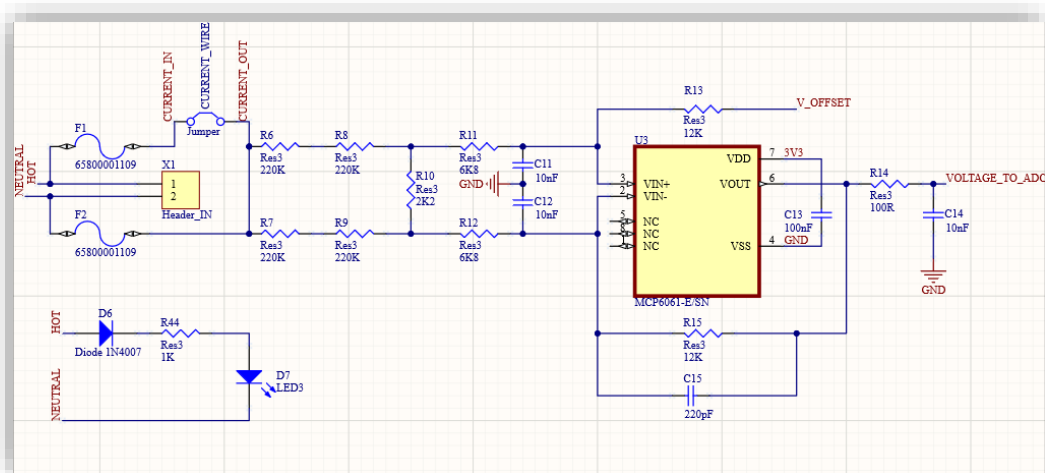 CURRENT_IN
CURRENT_WIRE
CURRENT_OUT
Jumper
F1
65800001109
NEUTRAL
HOT
X1
1
2
Header_IN
F2
65800001109
R6
Res3
220K
R8
Res3
220K
R10
Res3
2K2
R11
Res3
6K8
C11
10nF
GND
C12
10nF
R7
Res3
220K
R9
Res3
220K
R12
Res3
6K8
R13
Res3
12K
V_OFFSET
U3
VDD
7
3V3
VOUT
6
3
VIN+
2
VIN-
5
NC
NC
NC
VSS
4
GND
MCP6061-E/SN
C13
100nF
R14
Res3
100R
VOLTAGE_TO_ADC
C14
10nF
GND
R15
Res3
12K
C15
220pF
HOT
D6
Diode 1N4007
R44
Res3
1K
D7
LED3
NEUTRAL